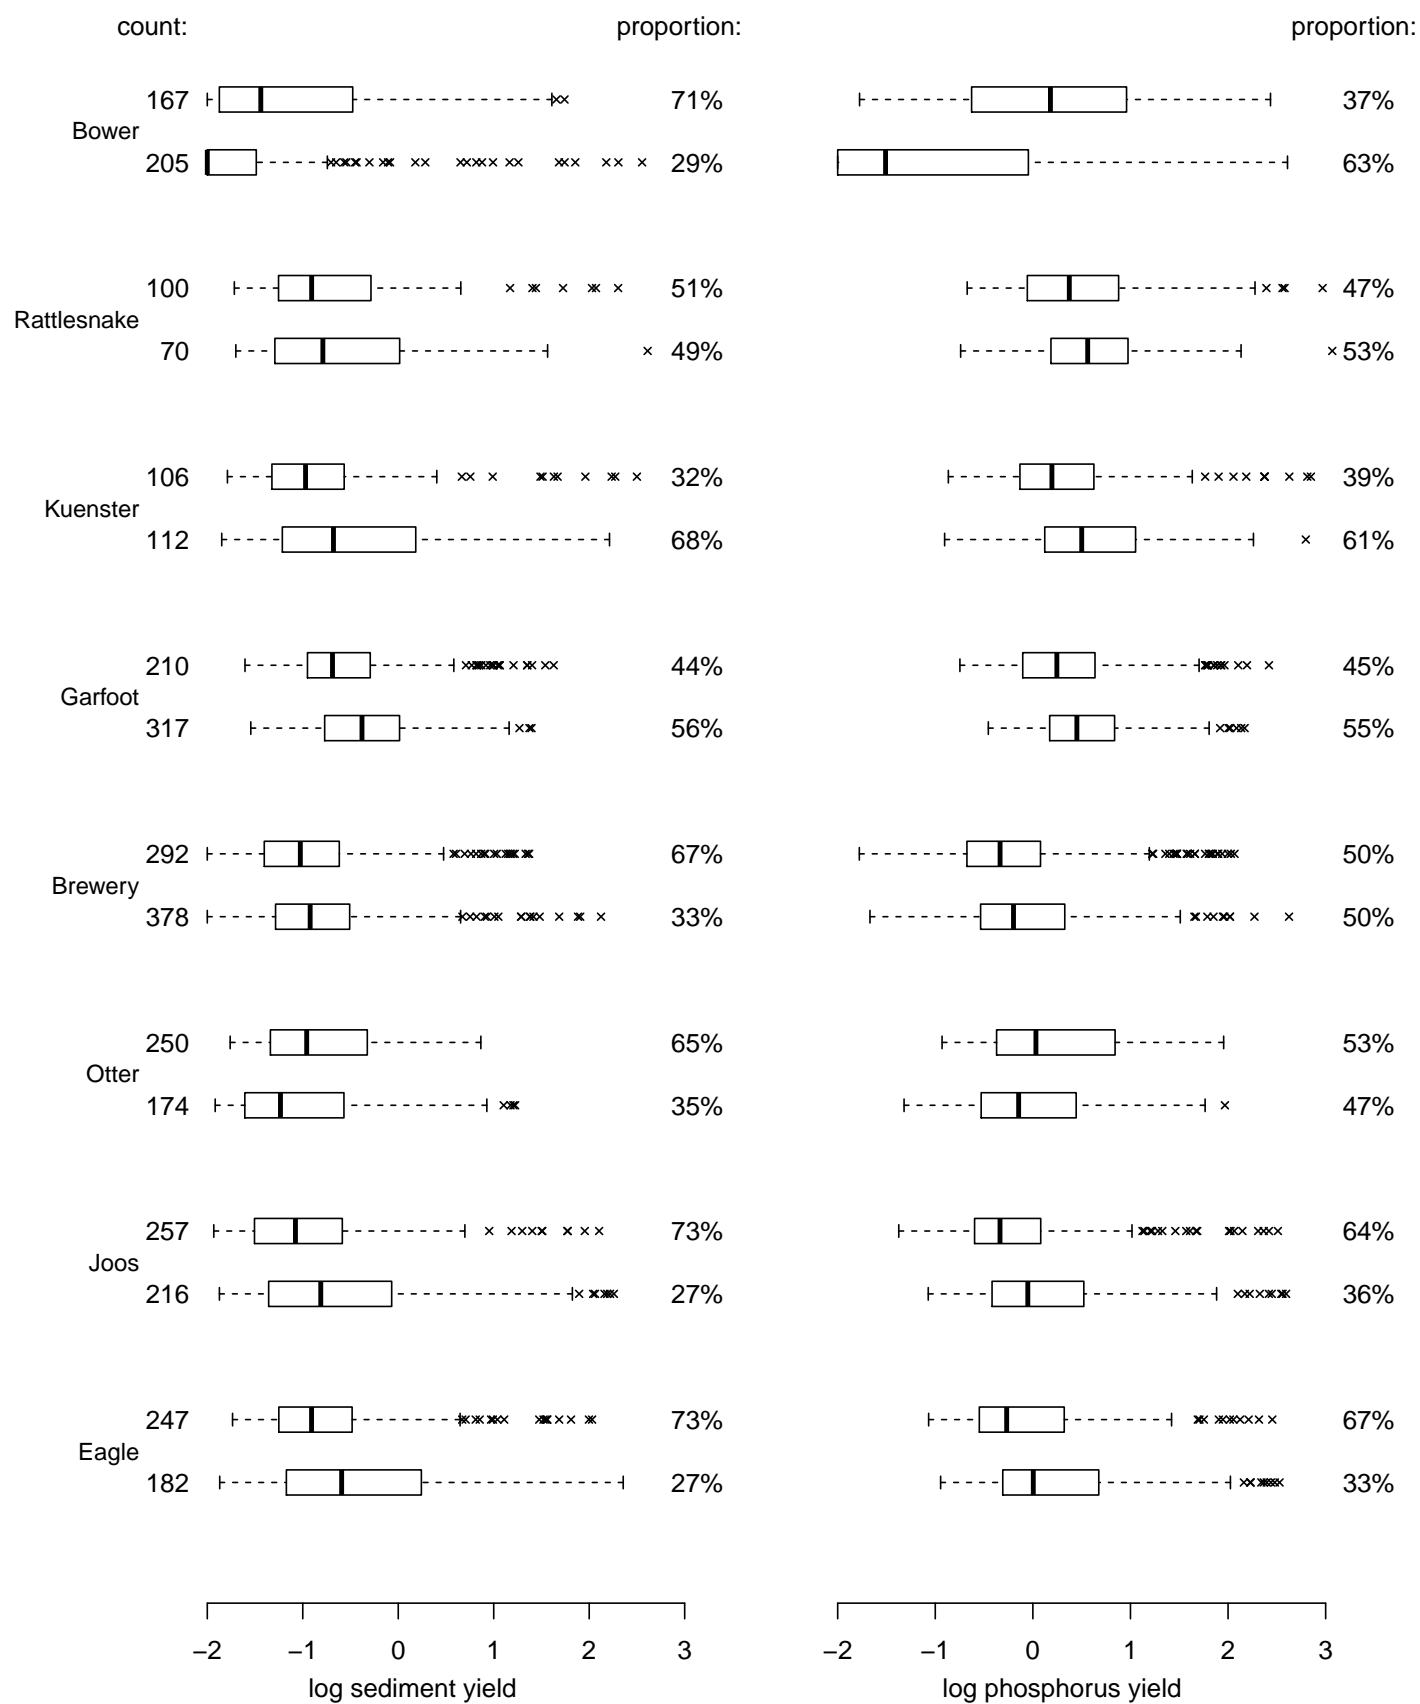 count: proportion: proportion:
167 71% 37%
Bower
205 29% 63%
100 51% 47%
Rattlesnake
70 49% 53%
106 32% 39%
Kuenster
112 68% 61%
210 44% 45%
Garfoot
317 56% 55%
292 67% 50%
Brewery
378 33% 50%
250 65% 53%
Otter
174 35% 47%
257 73% 64%
Joos
216 27% 36%
247 73% 67%
Eagle
182 27% 33%
−2 −1 0 1 2 3 −2 −1 0 1 2 3
log sediment yield log phosphorus yield